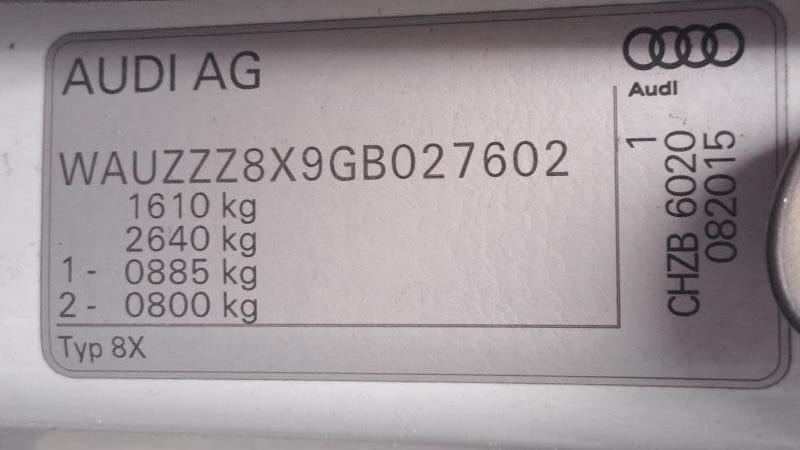 AUDI AG
Audi
WAUZZZ8X9GB027602
1610 kg
2640 kg
1 - 0885 kg
2 - 0800 kg
Typ 8X
1
CHZB 6020
082015